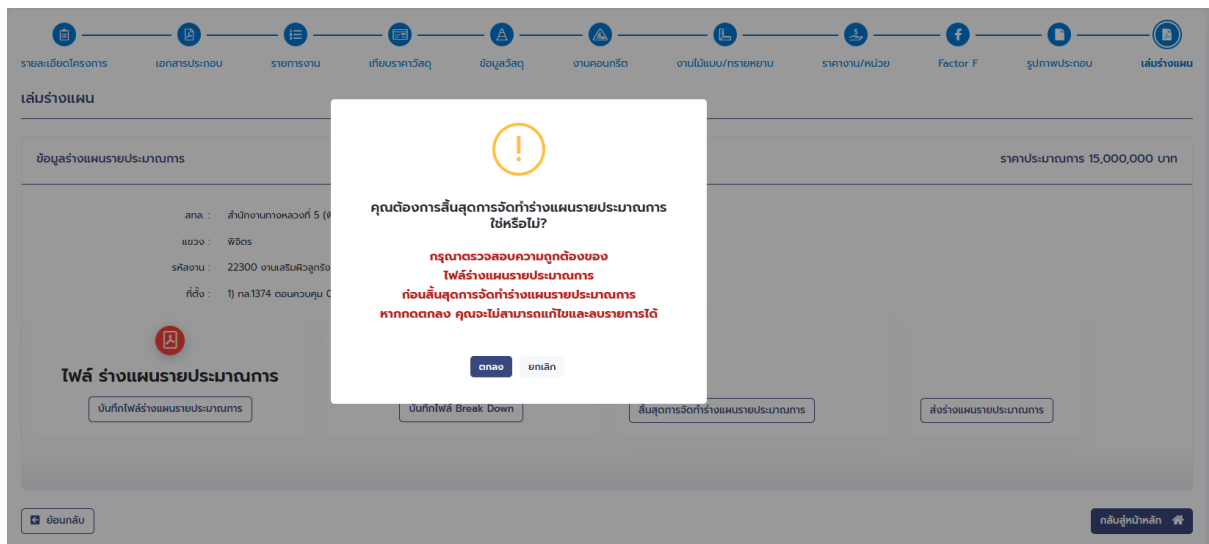 รายละเอียดโครงการ เอกสารประกอบ รายการงาน เทียบราคาวัสดุ ข้อมูลวัสดุ งานคอนกรีต งานไม้แบบ/ทรายหยาบ ราคางาน/หน่วย Factor F รูปภาพประกอบ เล่มร่างแผน
เล่มร่างแผน
ข้อมูลร่างแผนรายประมาณการ ราคาประมาณการ 15,000,000 บาท
คุณต้องการสิ้นสุดการจัดทำร่างแผนรายประมาณการ
ใช่หรือไม่?
กรุณาตรวจสอบความถูกต้องของ
ไฟล์ร่างแผนรายประมาณการ
ก่อนสิ้นสุดการจัดทำร่างแผนรายประมาณการ
หากกดตกลง คุณจะไม่สามารถแก้ไขและลบรายการได้
ตกลง ยกเลิก
สทล. : สำนักงานทางหลวงที่ 5
แขวง : พิจิตร
รหัสงาน : 22300 งานเสริมผิวลูกรัง
ที่ตั้ง : 1) ทล.1374 ตอนควบคุม
ไฟล์ ร่างแผนรายประมาณการ
บันทึกไฟล์ร่างแผนรายประมาณการ บันทึกไฟล์ Break Down สิ้นสุดการจัดทำร่างแผนรายประมาณการ ส่งร่างแผนรายประมาณการ
ย้อนกลับ กลับสู่หน้าหลัก